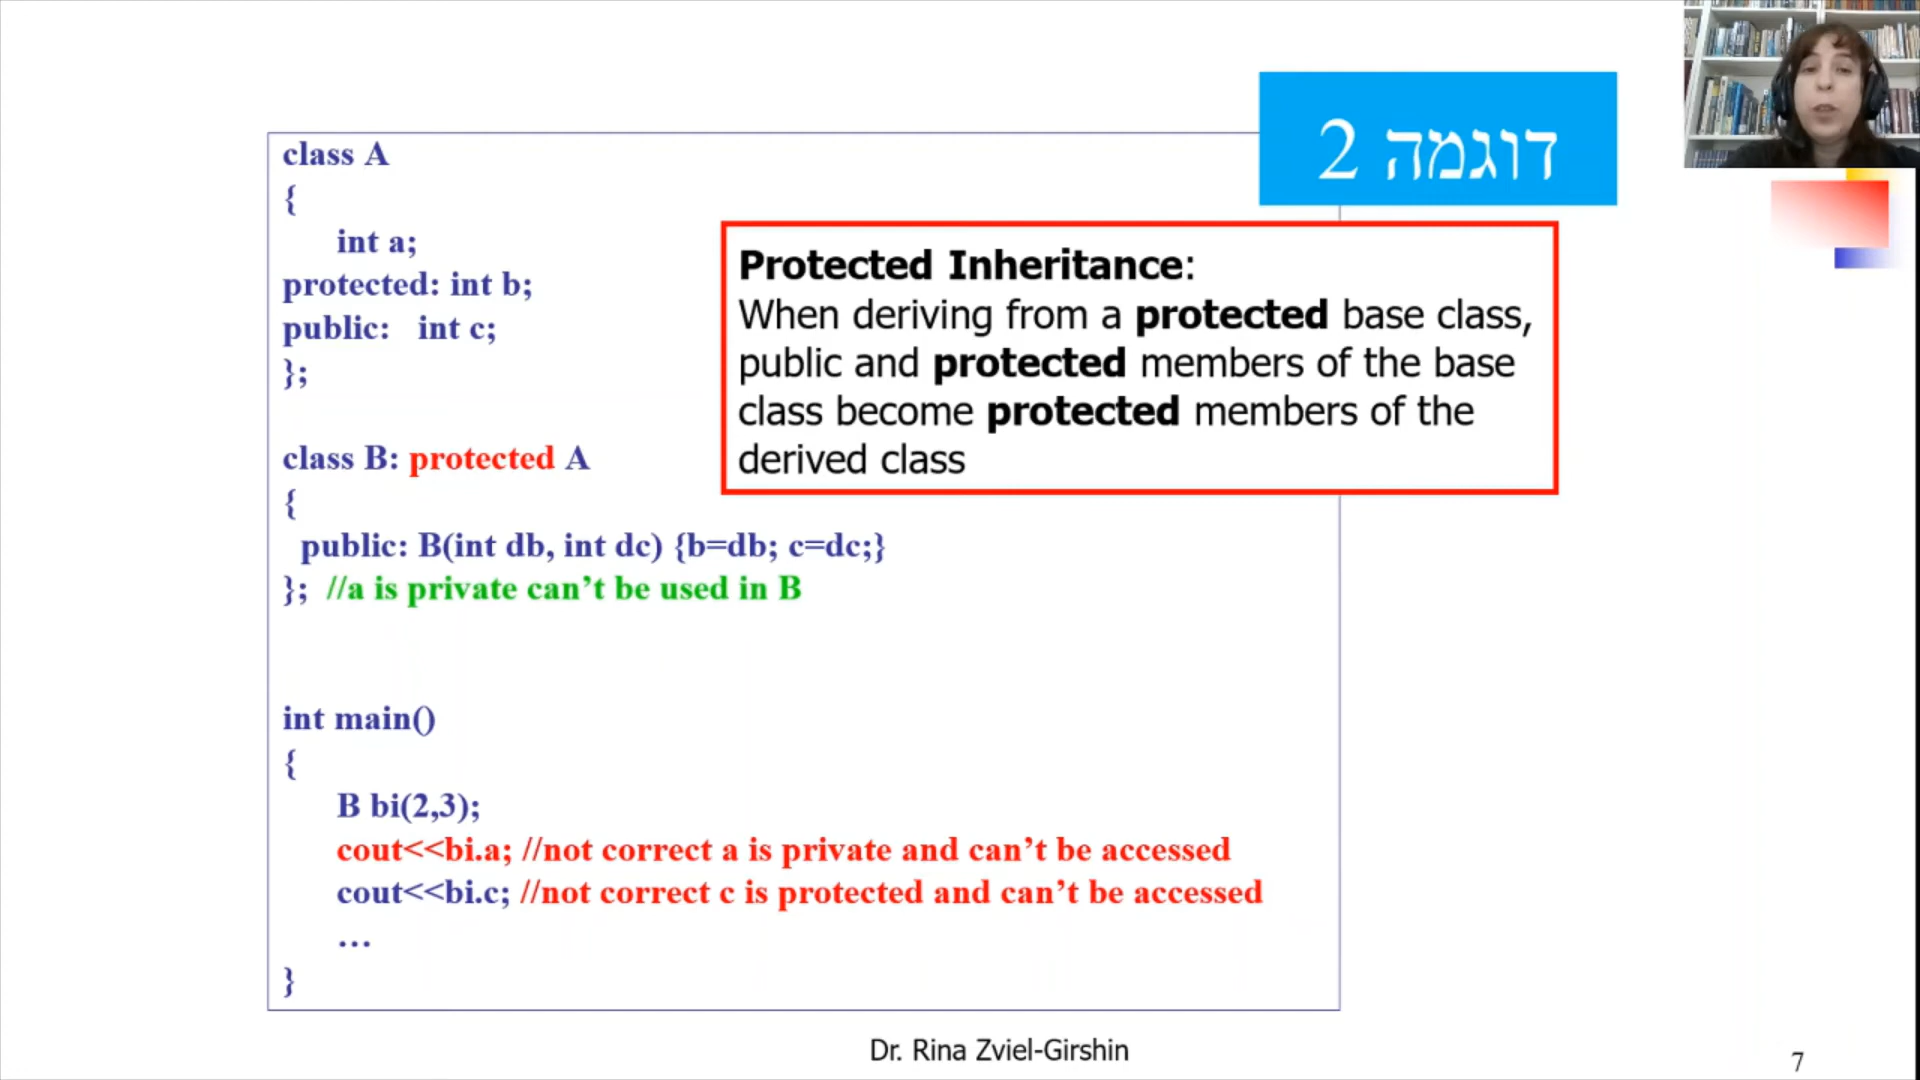 דוגמה 2
class A
{
int a;
protected: int b;
public: int c;
};
class B: protected A
{
public: B(int db, int dc) {b=db; c=dc;}
}; //a is private can’t be used in B
int main()
{
B bi(2,3);
cout<<bi.a; //not correct a is private and can’t be accessed
cout<<bi.c; //not correct c is protected and can’t be accessed
…
}
Protected Inheritance:
When deriving from a protected base class,
public and protected members of the base
class become protected members of the
derived class
Dr. Rina Zviel-Girshin
7